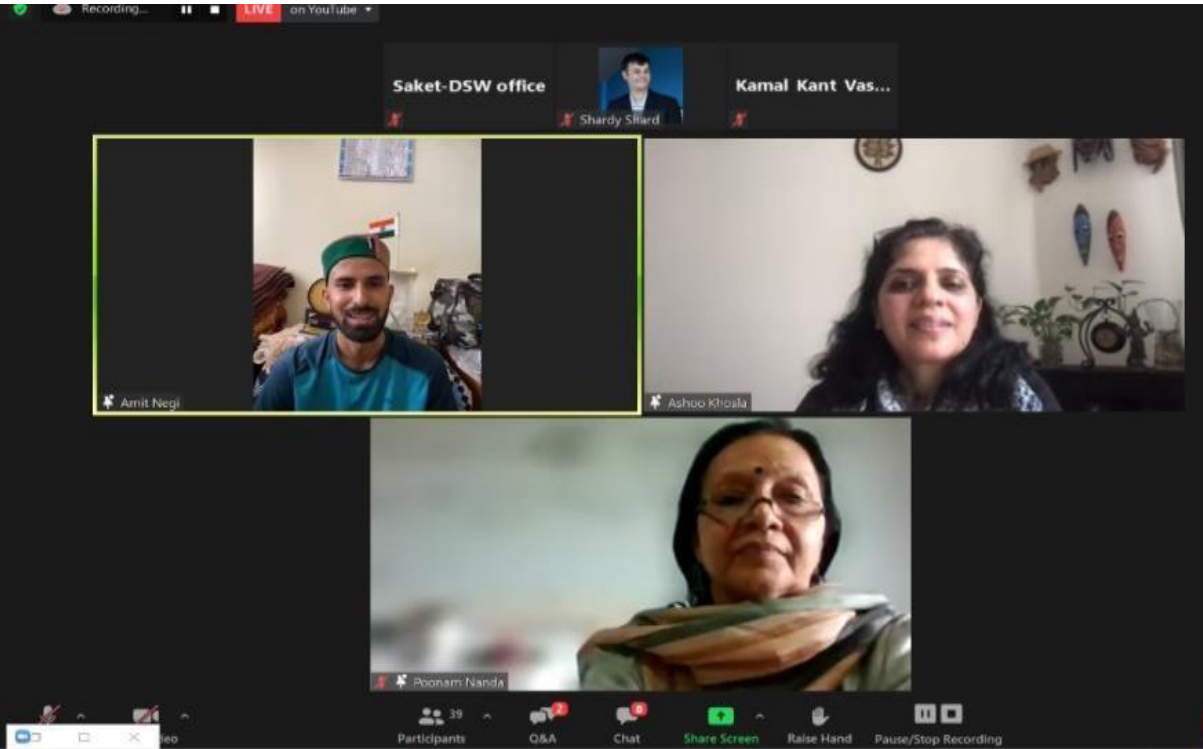 Recording...
LIVE
on YouTube
Saket-DSW office
Shardy Shard
Kamal Kant Vas...
Amit Negi
Ashoo Khosla
Poonam Nanda
39
2
Participants
Q&A
Chat
Share Screen
Raise Hand
Pause/Stop Recording